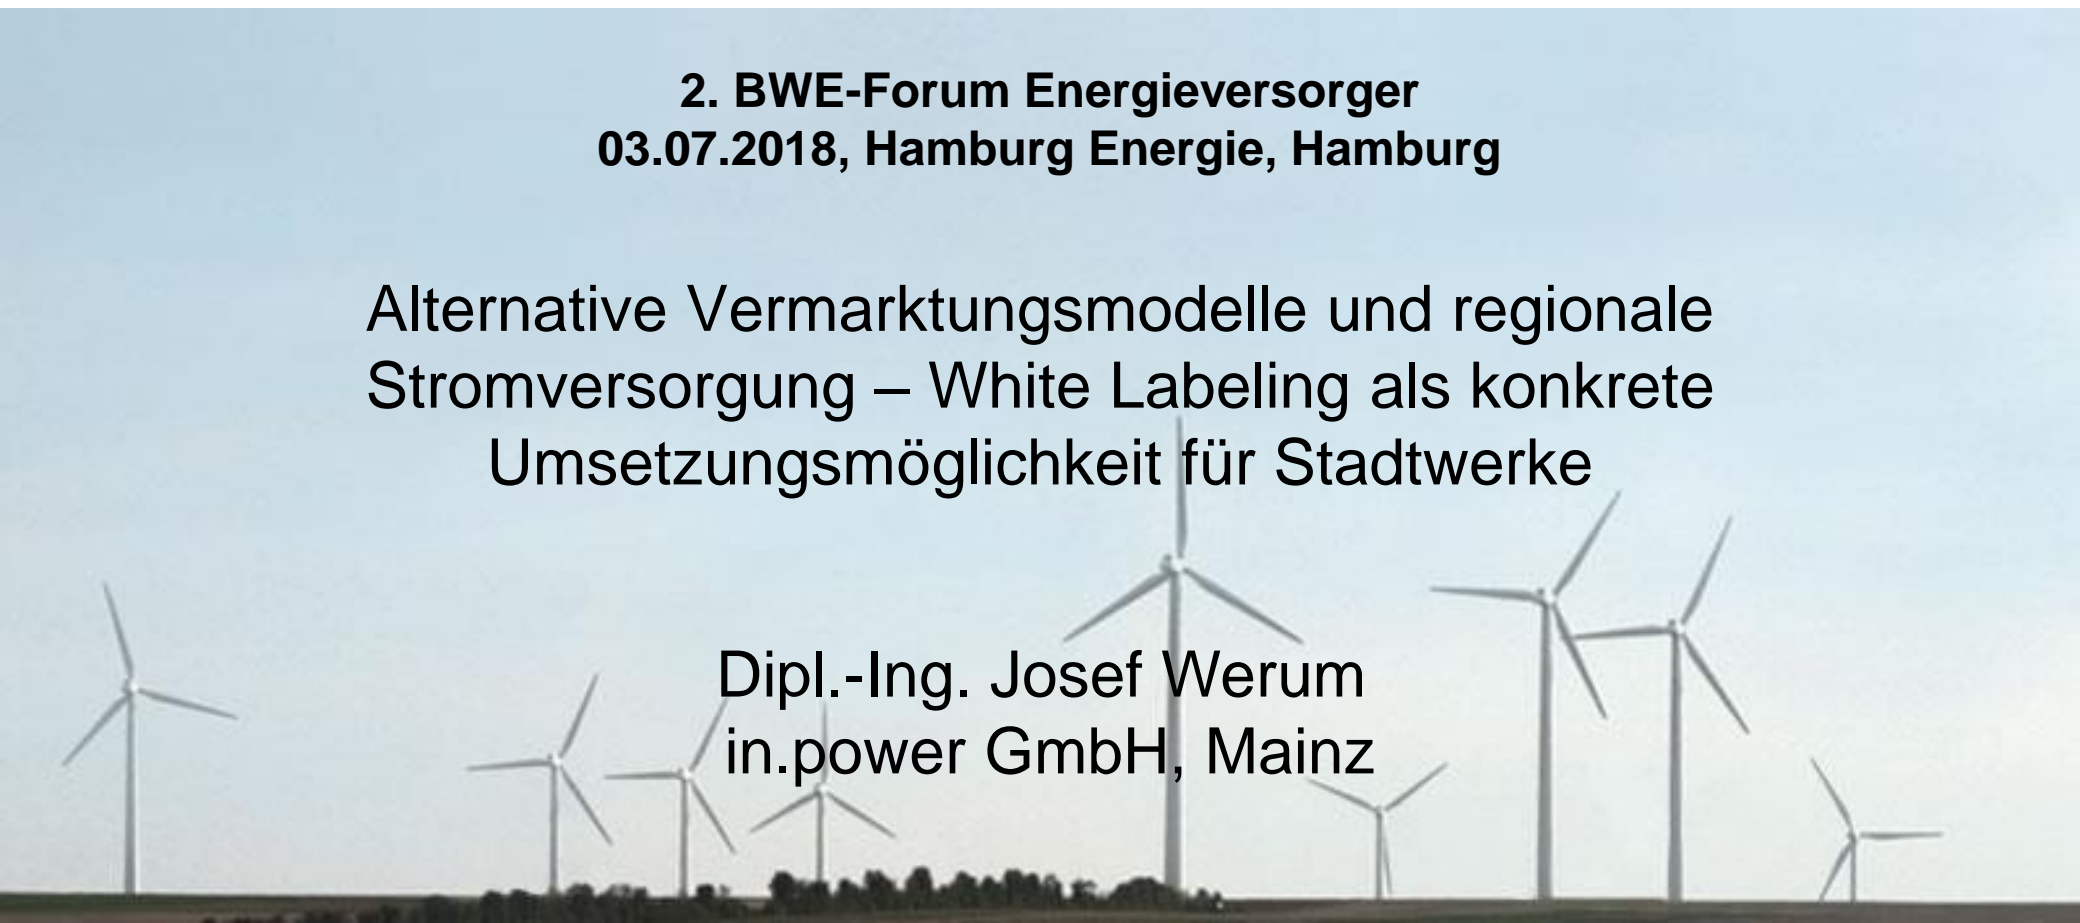 2. BWE-Forum Energieversorger
03.07.2018, Hamburg Energie, Hamburg
Alternative Vermarktungsmodelle und regionale
Stromversorgung – White Labeling als konkrete
Umsetzungsmöglichkeit für Stadtwerke
Dipl.-Ing. Josef Werum
in.power GmbH, Mainz